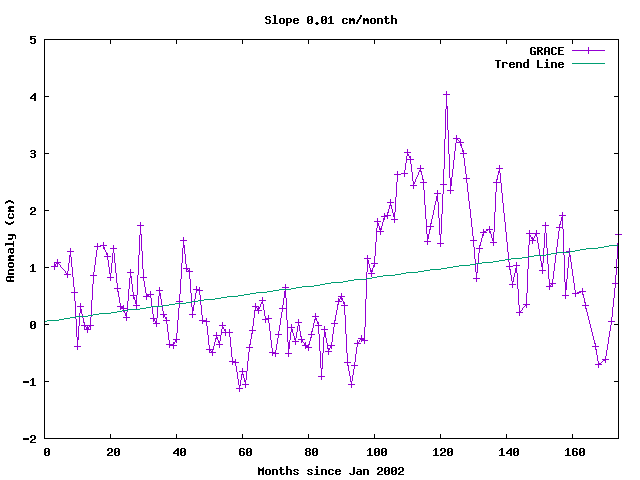 Slope 0.01 cm/month
GRACE
Trend Line
5
4
3
2
1
0
-1
-2
Anomaly (cm)
0 20 40 60 80 100 120 140 160
Months since Jan 2002